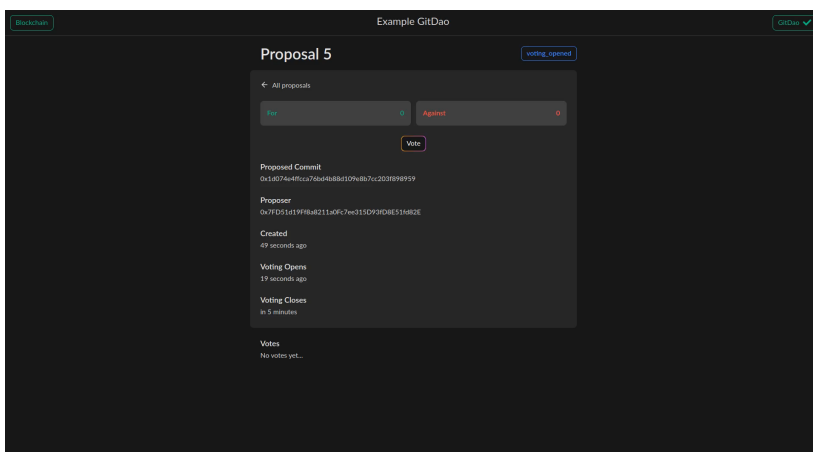 Blockchain
Example GitDao
GitDao
Proposal 5
voting_opened
← All proposals
For 0
Against 0
Vote
Proposed Commit
0x1d074e4ffcca76bd4b88d109e8b7cc203f898959
Proposer
0x7FD51d19Ff8a8211a0Fc7ee315D93fD8E51fd82E
Created
49 seconds ago
Voting Opens
19 seconds ago
Voting Closes
in 5 minutes
Votes
No votes yet...